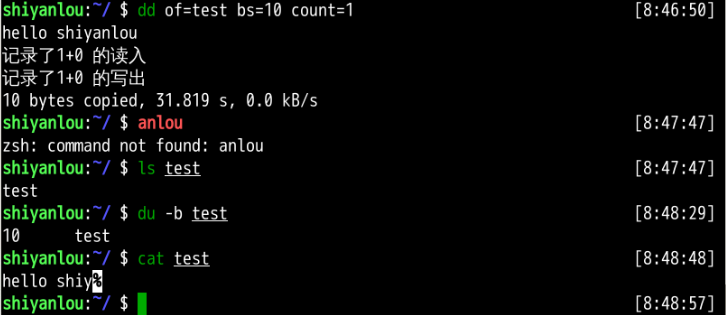 shiyanlou:~/ $ dd of=test bs=10 count=1 [8:46:50]
hello shiyanlou
记录了1+0 的读入
记录了1+0 的写出
10 bytes copied, 31.819 s, 0.0 kB/s
shiyanlou:~/ $ anlou [8:47:47]
zsh: command not found: anlou
shiyanlou:~/ $ ls test [8:47:47]
test
shiyanlou:~/ $ du -b test [8:48:29]
10 test
shiyanlou:~/ $ cat test [8:48:48]
hello shiy%
shiyanlou:~/ $ [8:48:57]